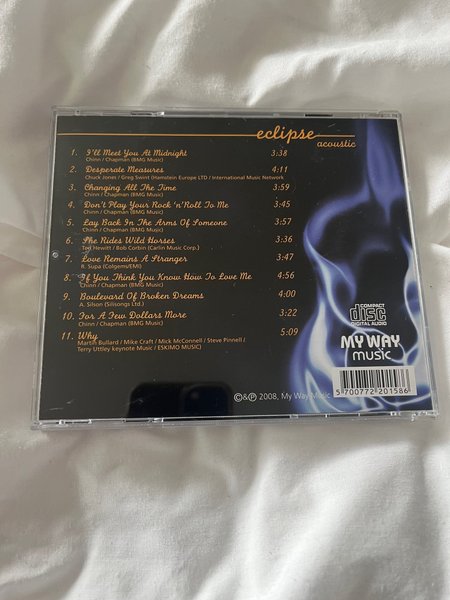 eclipse
acoustic
1. I'll Meet You At Midnight 3:38
Chinn / Chapman (BMG Music)
2. Desperate Measures 4:11
Chuck Jones / Greg Swint (Hamstein Europe LTD / International Music Network
3. Changing All The Time 3:59
Chinn / Chapman (BMG Music)
4. Don't Play Your Rock 'n' Roll To Me 3:45
Chinn / Chapman (BMG Music)
5. Lay Back In The Arms Of Someone 3:57
Chinn / Chapman (BMG Music)
6. She Rides Wild Horses 3:36
Ted Hewitt / Bob Corbin (Carlin Music Corp.)
7. Love Remains A Stranger 3:47
R. Supa (Colgems/EMI)
8. If You Think You Know How To Love Me 4:56
Chinn / Chapman (BMG Music)
9. Boulevard Of Broken Dreams 4:00
A. Silson (Silsongs Ltd.)
10. For A Few Dollars More 3:22
Chinn / Chapman (BMG Music)
11. Why 5:09
Martin Bullard / Mike Craft / Mick McConnell / Steve Pinnell /
Terry Uttley keynote Music / ESKIMO MUSIC)
COMPACT
disc
DIGITAL AUDIO
MY WAY
music
©&℗ 2008, My Way Music
5 700772 201586